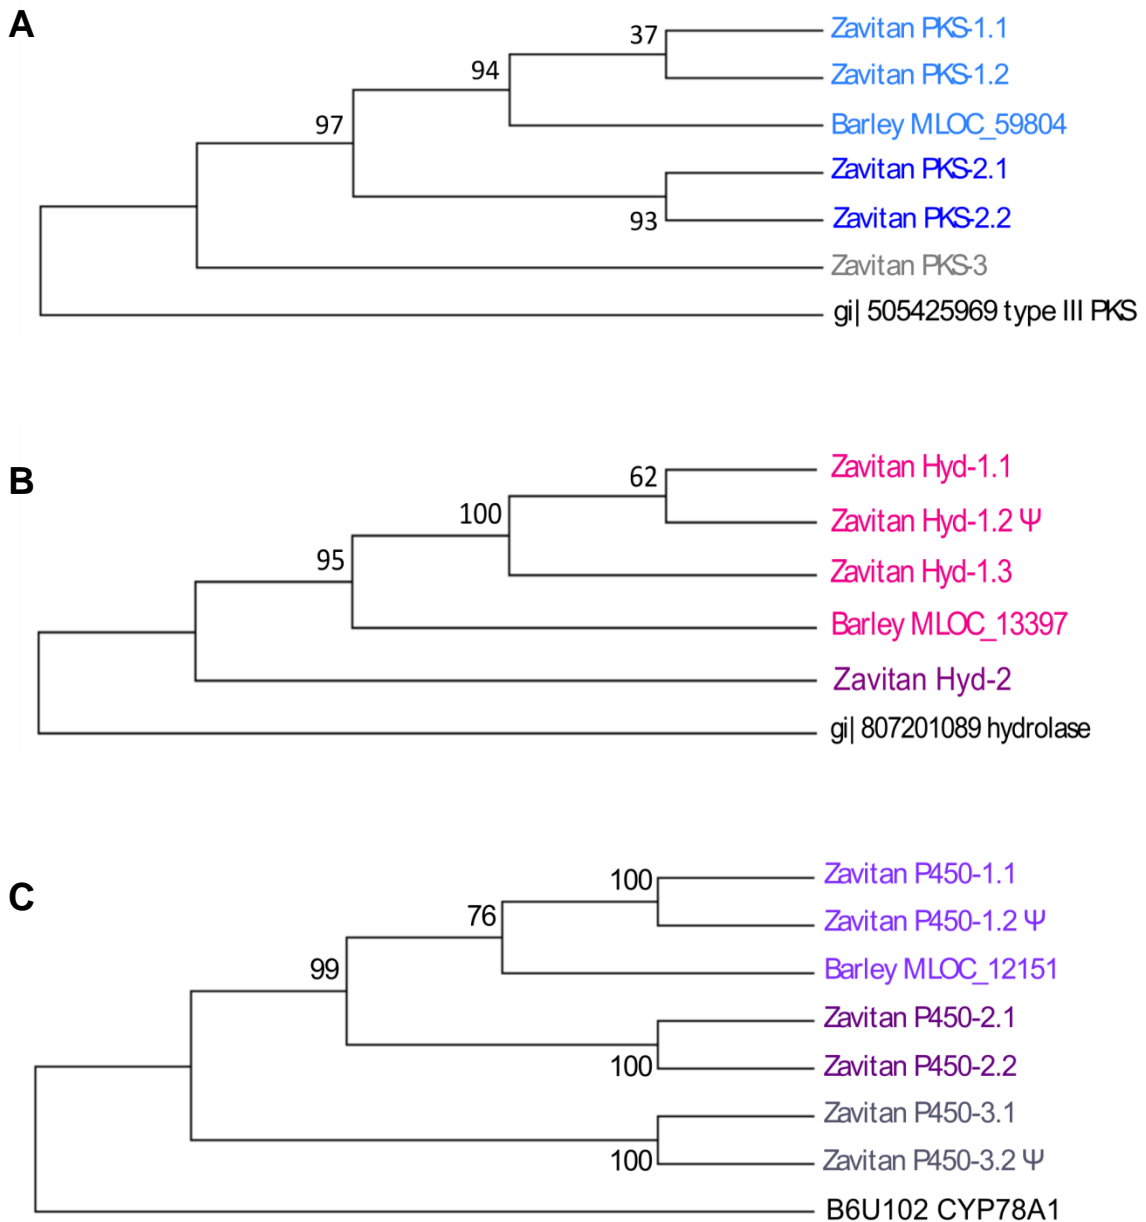 A
37
Zavitan PKS-1.1
94
Zavitan PKS-1.2
97
Barley MLOC_59804
Zavitan PKS-2.1
93
Zavitan PKS-2.2
Zavitan PKS-3
gi| 505425969 type III PKS
B
62
Zavitan Hyd-1.1
100
Zavitan Hyd-1.2 Ψ
95
Zavitan Hyd-1.3
Barley MLOC_13397
Zavitan Hyd-2
gi| 807201089 hydrolase
C
100
Zavitan P450-1.1
76
Zavitan P450-1.2 Ψ
99
Barley MLOC_12151
Zavitan P450-2.1
100
Zavitan P450-2.2
Zavitan P450-3.1
100
Zavitan P450-3.2 Ψ
B6U102 CYP78A1